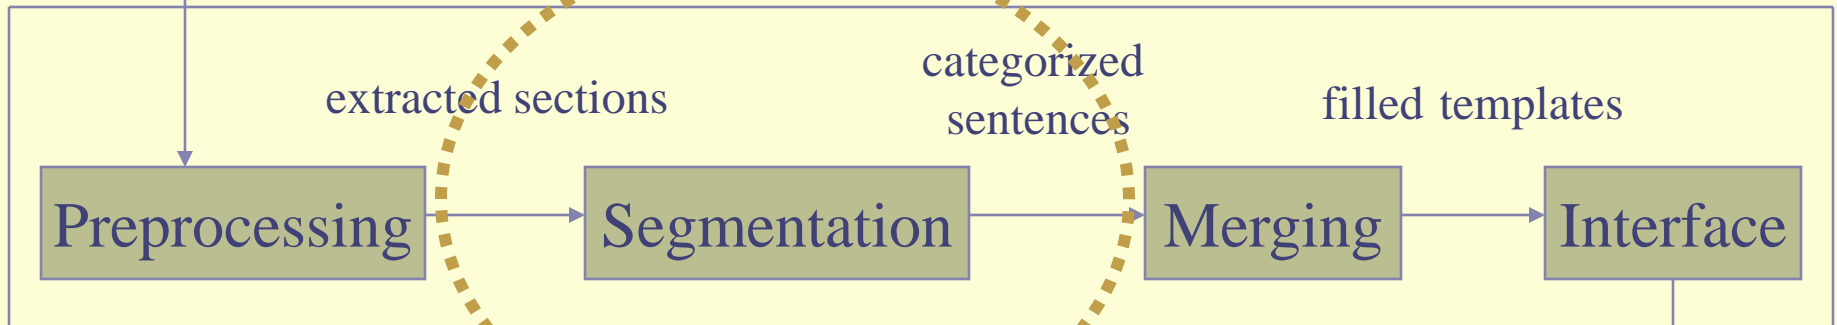 categorized
sentences
extracted sections
filled templates
Preprocessing
Segmentation
Merging
Interface